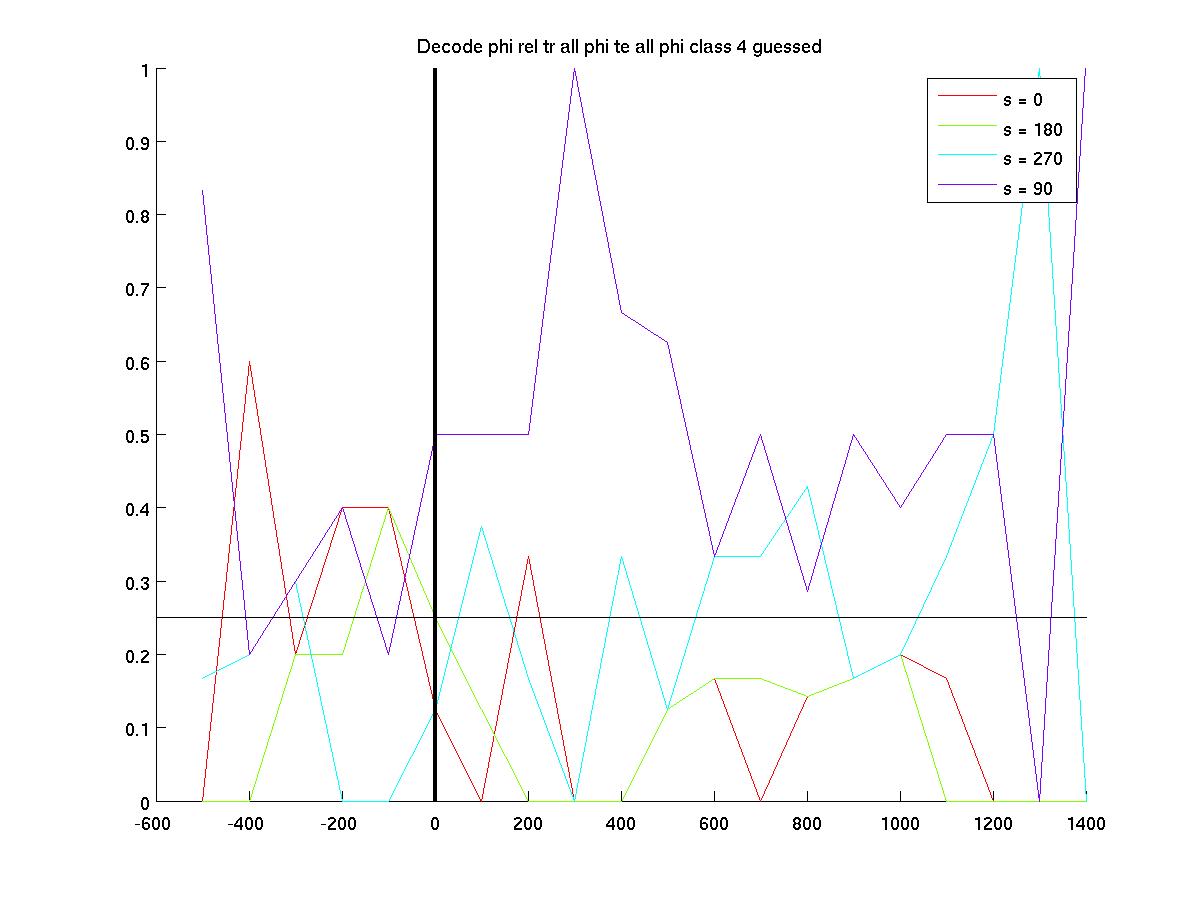 Decode phi rel tr all phi te all phi class 4 guessed
1
0.9
0.8
0.7
0.6
0.5
0.4
0.3
0.2
0.1
0
s = 0
s = 180
s = 270
s = 90
-600 -400 -200 0 200 400 600 800 1000 1200 1400